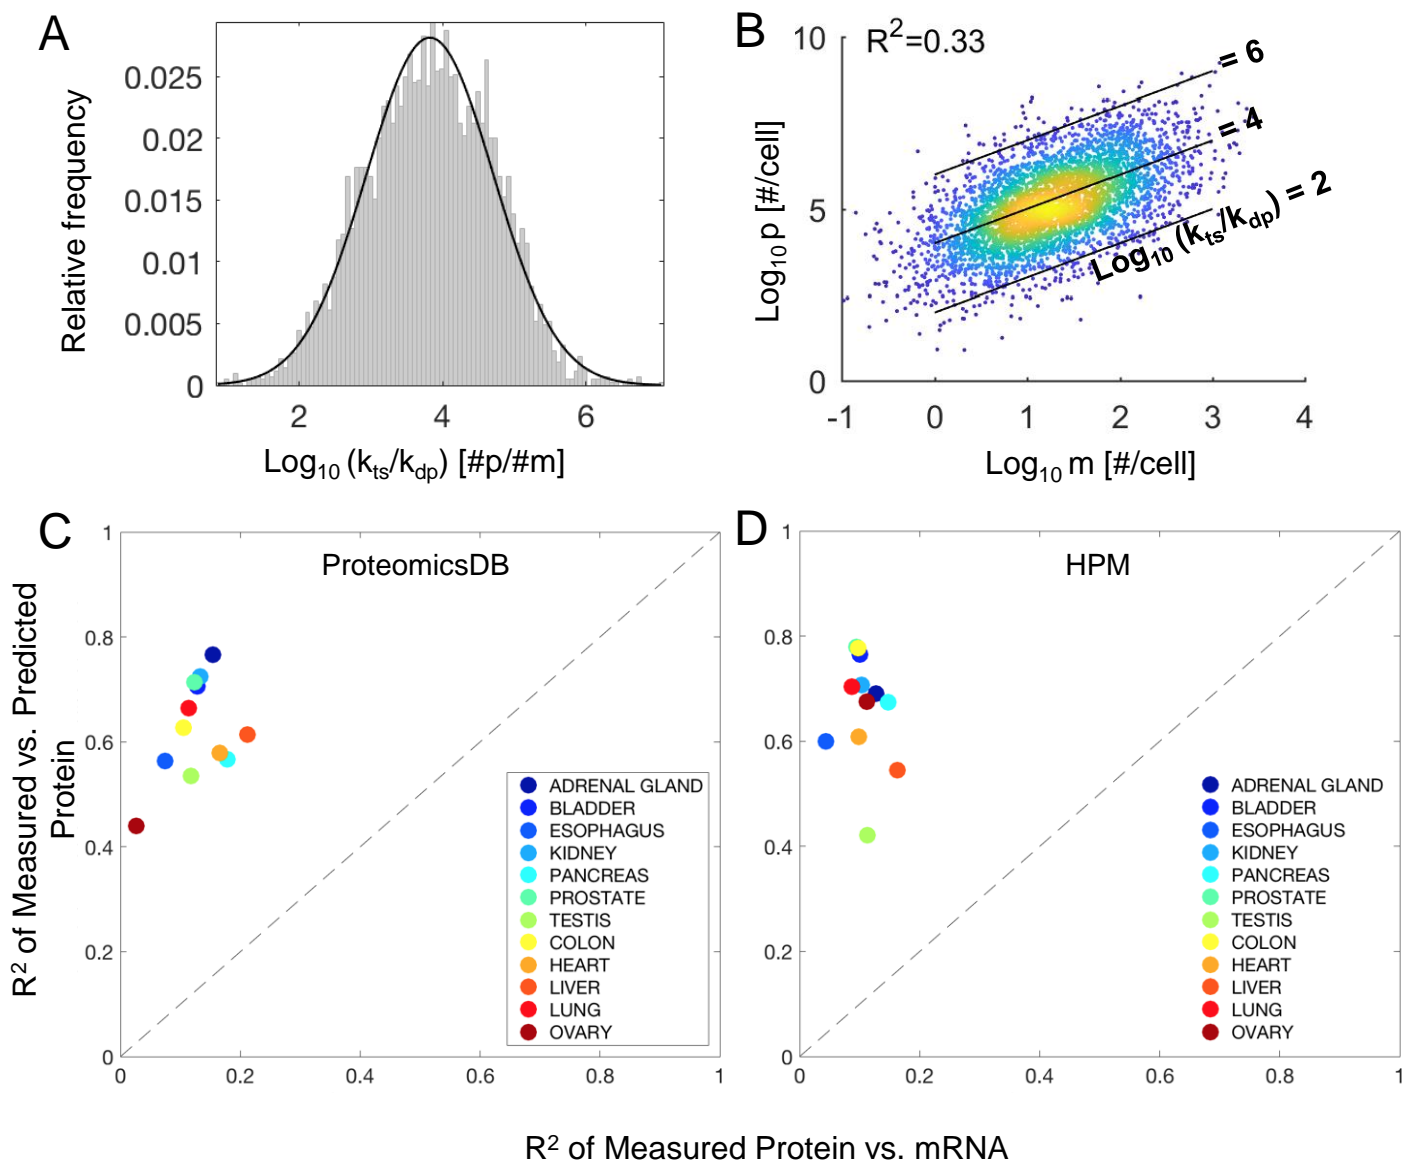 A
Relative frequency
0.025
0.02
0.015
0.01
0.005
0
2
4
6
Log10 (kts/kdp) [#p/#m]
B
R2=0.33
Log10 p [#/cell]
10
5
0
-1
0
1
2
3
4
= 6
= 4
Log10 (kts/kdp) = 2
Log10 m [#/cell]
C
ProteomicsDB
R2 of Measured vs. Predicted
Protein
1
0.8
0.6
0.4
0.2
0
0
0.2
0.4
0.6
0.8
1
ADRENAL GLAND
BLADDER
ESOPHAGUS
KIDNEY
PANCREAS
PROSTATE
TESTIS
COLON
HEART
LIVER
LUNG
OVARY
D
HPM
1
0.8
0.6
0.4
0.2
0
0
0.2
0.4
0.6
0.8
1
ADRENAL GLAND
BLADDER
ESOPHAGUS
KIDNEY
PANCREAS
PROSTATE
TESTIS
COLON
HEART
LIVER
LUNG
OVARY
R2 of Measured Protein vs. mRNA